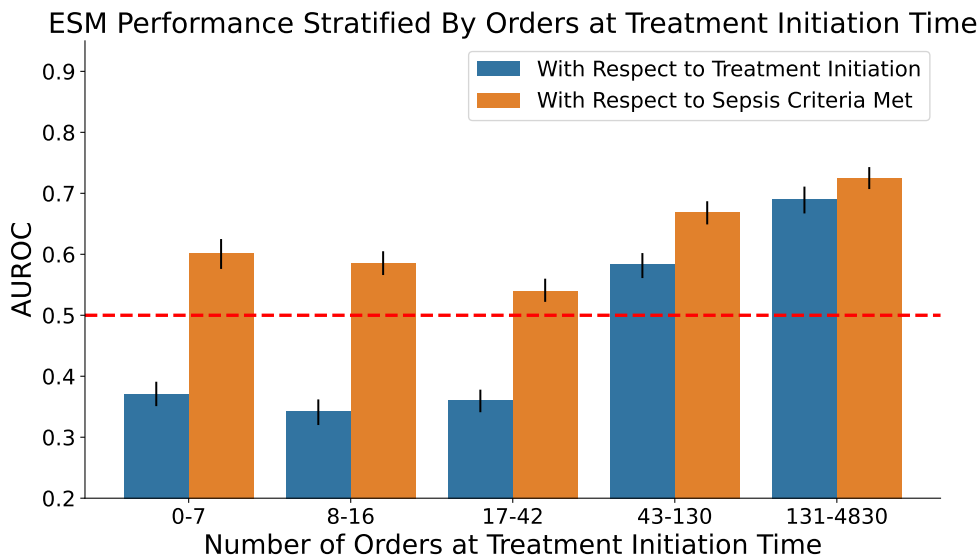 ESM Performance Stratified By Orders at Treatment Initiation Time
With Respect to Treatment Initiation
With Respect to Sepsis Criteria Met
AUROC
0.9
0.8
0.7
0.6
0.5
0.4
0.3
0.2
0-7 8-16 17-42 43-130 131-4830
Number of Orders at Treatment Initiation Time